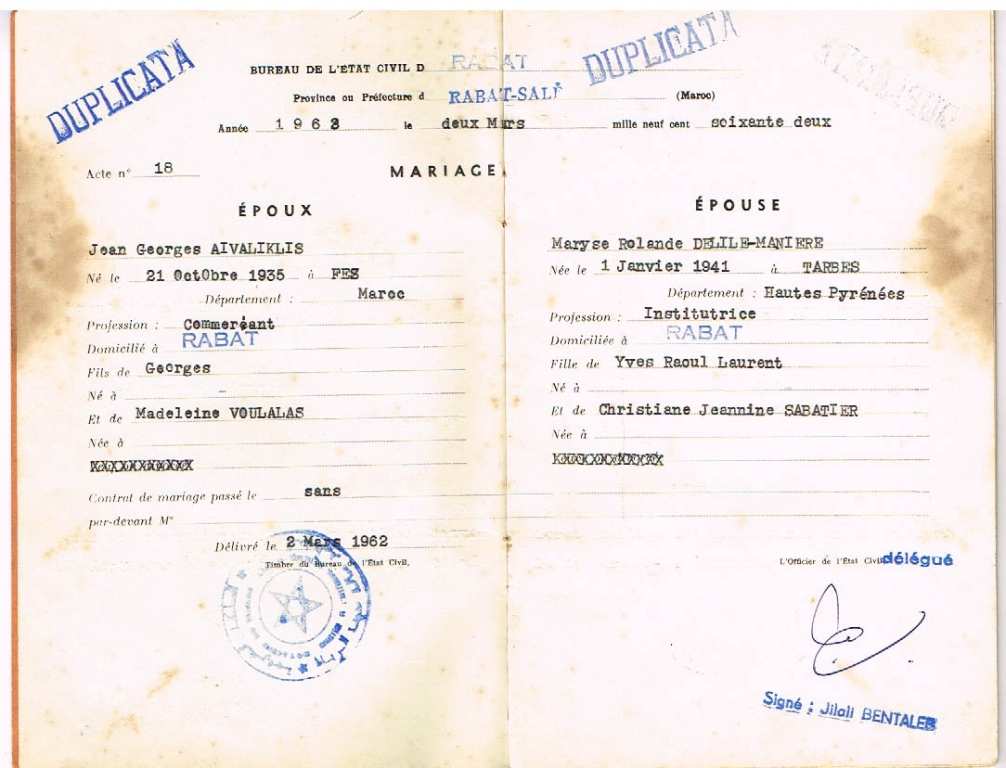 DUPLICATA
DUPLICATA
BUREAU DE L'ÉTAT CIVIL D RABAT
Province ou Préfecture d RABAT-SALÉ (Maroc)
Année 1963 le deux Mars mille neuf cent soixante deux
Acte n° 18 MARIAGE
ÉPOUX
Jean Georges AIVALIKLIS
Né le 21 OctObre 1935 à FES
Département : Maroc
Profession : Commerçant
Domicilié à RABAT
Fils de Georges
Né à -
Et de Madeleine VOULALAS
Née à
XXXXXXXXXXX
Contrat de mariage passé le sans
par-devant M°
Délivré le 2 Mars 1962
Timbre du Bureau de l'État Civil,
ÉPOUSE
Maryse Rolande DELILE-MANIERE
Née le 1 Janvier 1941 à TARBES
Département : Hautes Pyrénées
Profession : Institutrice
Domiciliée à RABAT
Fille de Yves Raoul Laurent
Né à
Et de Christiane Jeannine SABATIER
Née à
XXXXXXXXXXXX
L'Officier de l'État Civil délégué
Signé ; Jilali BENTALEB